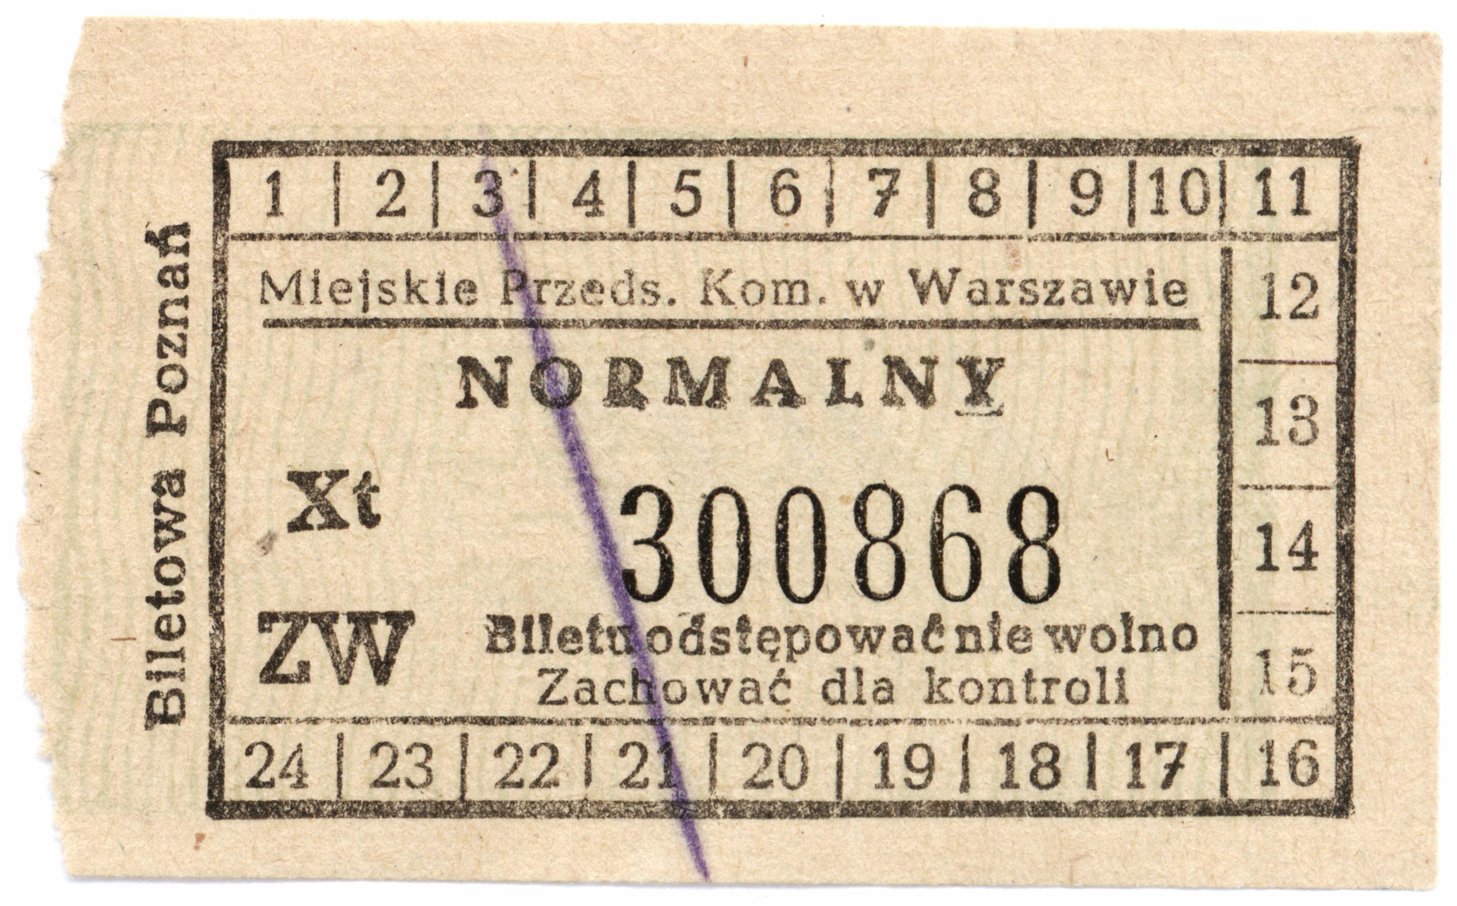 1 | 2 | 3 | 4 | 5 | 6 | 7 | 8 | 9 | 10 | 11
Miejskie Przeds. Kom. w Warszawie
NORMALNY
Xt
300868
ZW
Biletu odstępować nie wolno
Zachować dla kontroli
12
13
14
15
24 | 23 | 22 | 21 | 20 | 19 | 18 | 17 | 16
Biletowa Poznań